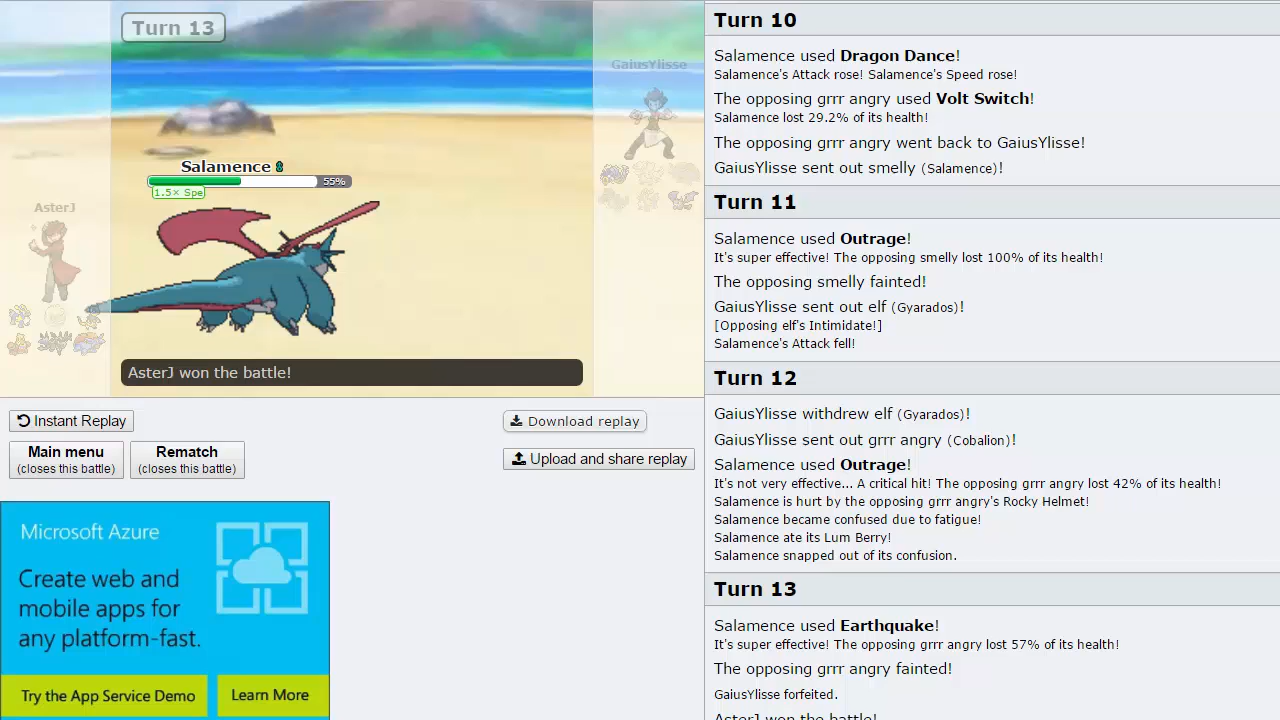 Turn 13
GaiusYlisse
Salamence
55%
1.5× Spe
AsterJ
AsterJ won the battle!
Instant Replay
Download replay
Main menu
(closes this battle)
Rematch
(closes this battle)
Upload and share replay
Microsoft Azure
Create web and
mobile apps for
any platform-fast.
Try the App Service Demo
Learn More
Turn 10
Salamence used Dragon Dance!
Salamence's Attack rose! Salamence's Speed rose!
The opposing grrr angry used Volt Switch!
Salamence lost 29.2% of its health!
The opposing grrr angry went back to GaiusYlisse!
GaiusYlisse sent out smelly (Salamence)!
Turn 11
Salamence used Outrage!
It's super effective! The opposing smelly lost 100% of its health!
The opposing smelly fainted!
GaiusYlisse sent out elf (Gyarados)!
[Opposing elf's Intimidate!]
Salamence's Attack fell!
Turn 12
GaiusYlisse withdrew elf (Gyarados)!
GaiusYlisse sent out grrr angry (Cobalion)!
Salamence used Outrage!
It's not very effective... A critical hit! The opposing grrr angry lost 42% of its health!
Salamence is hurt by the opposing grrr angry's Rocky Helmet!
Salamence became confused due to fatigue!
Salamence ate its Lum Berry!
Salamence snapped out of its confusion.
Turn 13
Salamence used Earthquake!
It's super effective! The opposing grrr angry lost 57% of its health!
The opposing grrr angry fainted!
GaiusYlisse forfeited.
AsterJ won the battle!